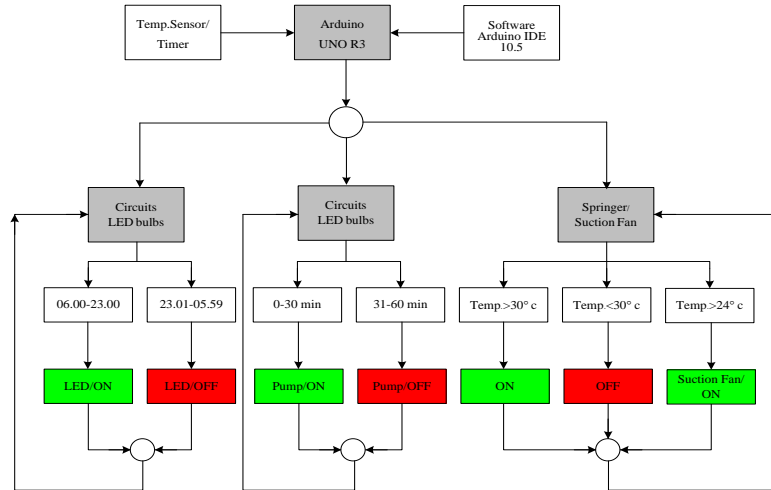 Temp.Sensor/
Timer
Arduino
UNO R3
Software
Arduino IDE
10.5
Circuits
LED bulbs
Circuits
LED bulbs
Springer/
Suction Fan
06.00-23.00
23.01-05.59
0-30 min
31-60 min
Temp.>30° c
Temp.<30° c
Temp.>24° c
LED/ON
LED/OFF
Pump/ON
Pump/OFF
ON
OFF
Suction Fan/
ON